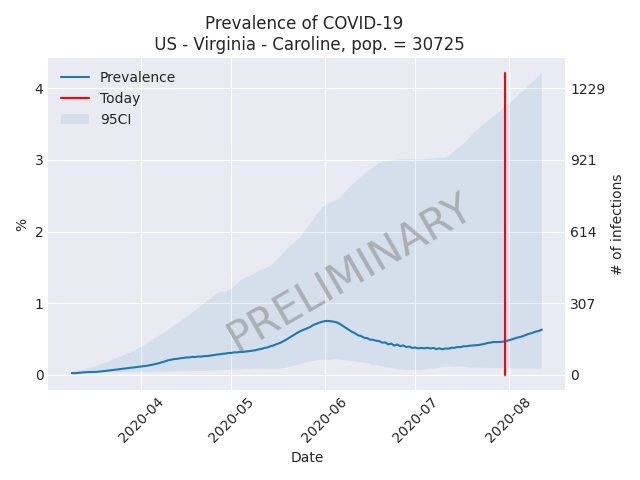 Prevalence of COVID-19
US - Virginia - Caroline, pop. = 30725
Prevalence
Today
95CI
PRELIMINARY
%
4
3
2
1
0
1229
921
614
307
0
# of infections
2020-04
2020-05
2020-06
2020-07
2020-08
Date